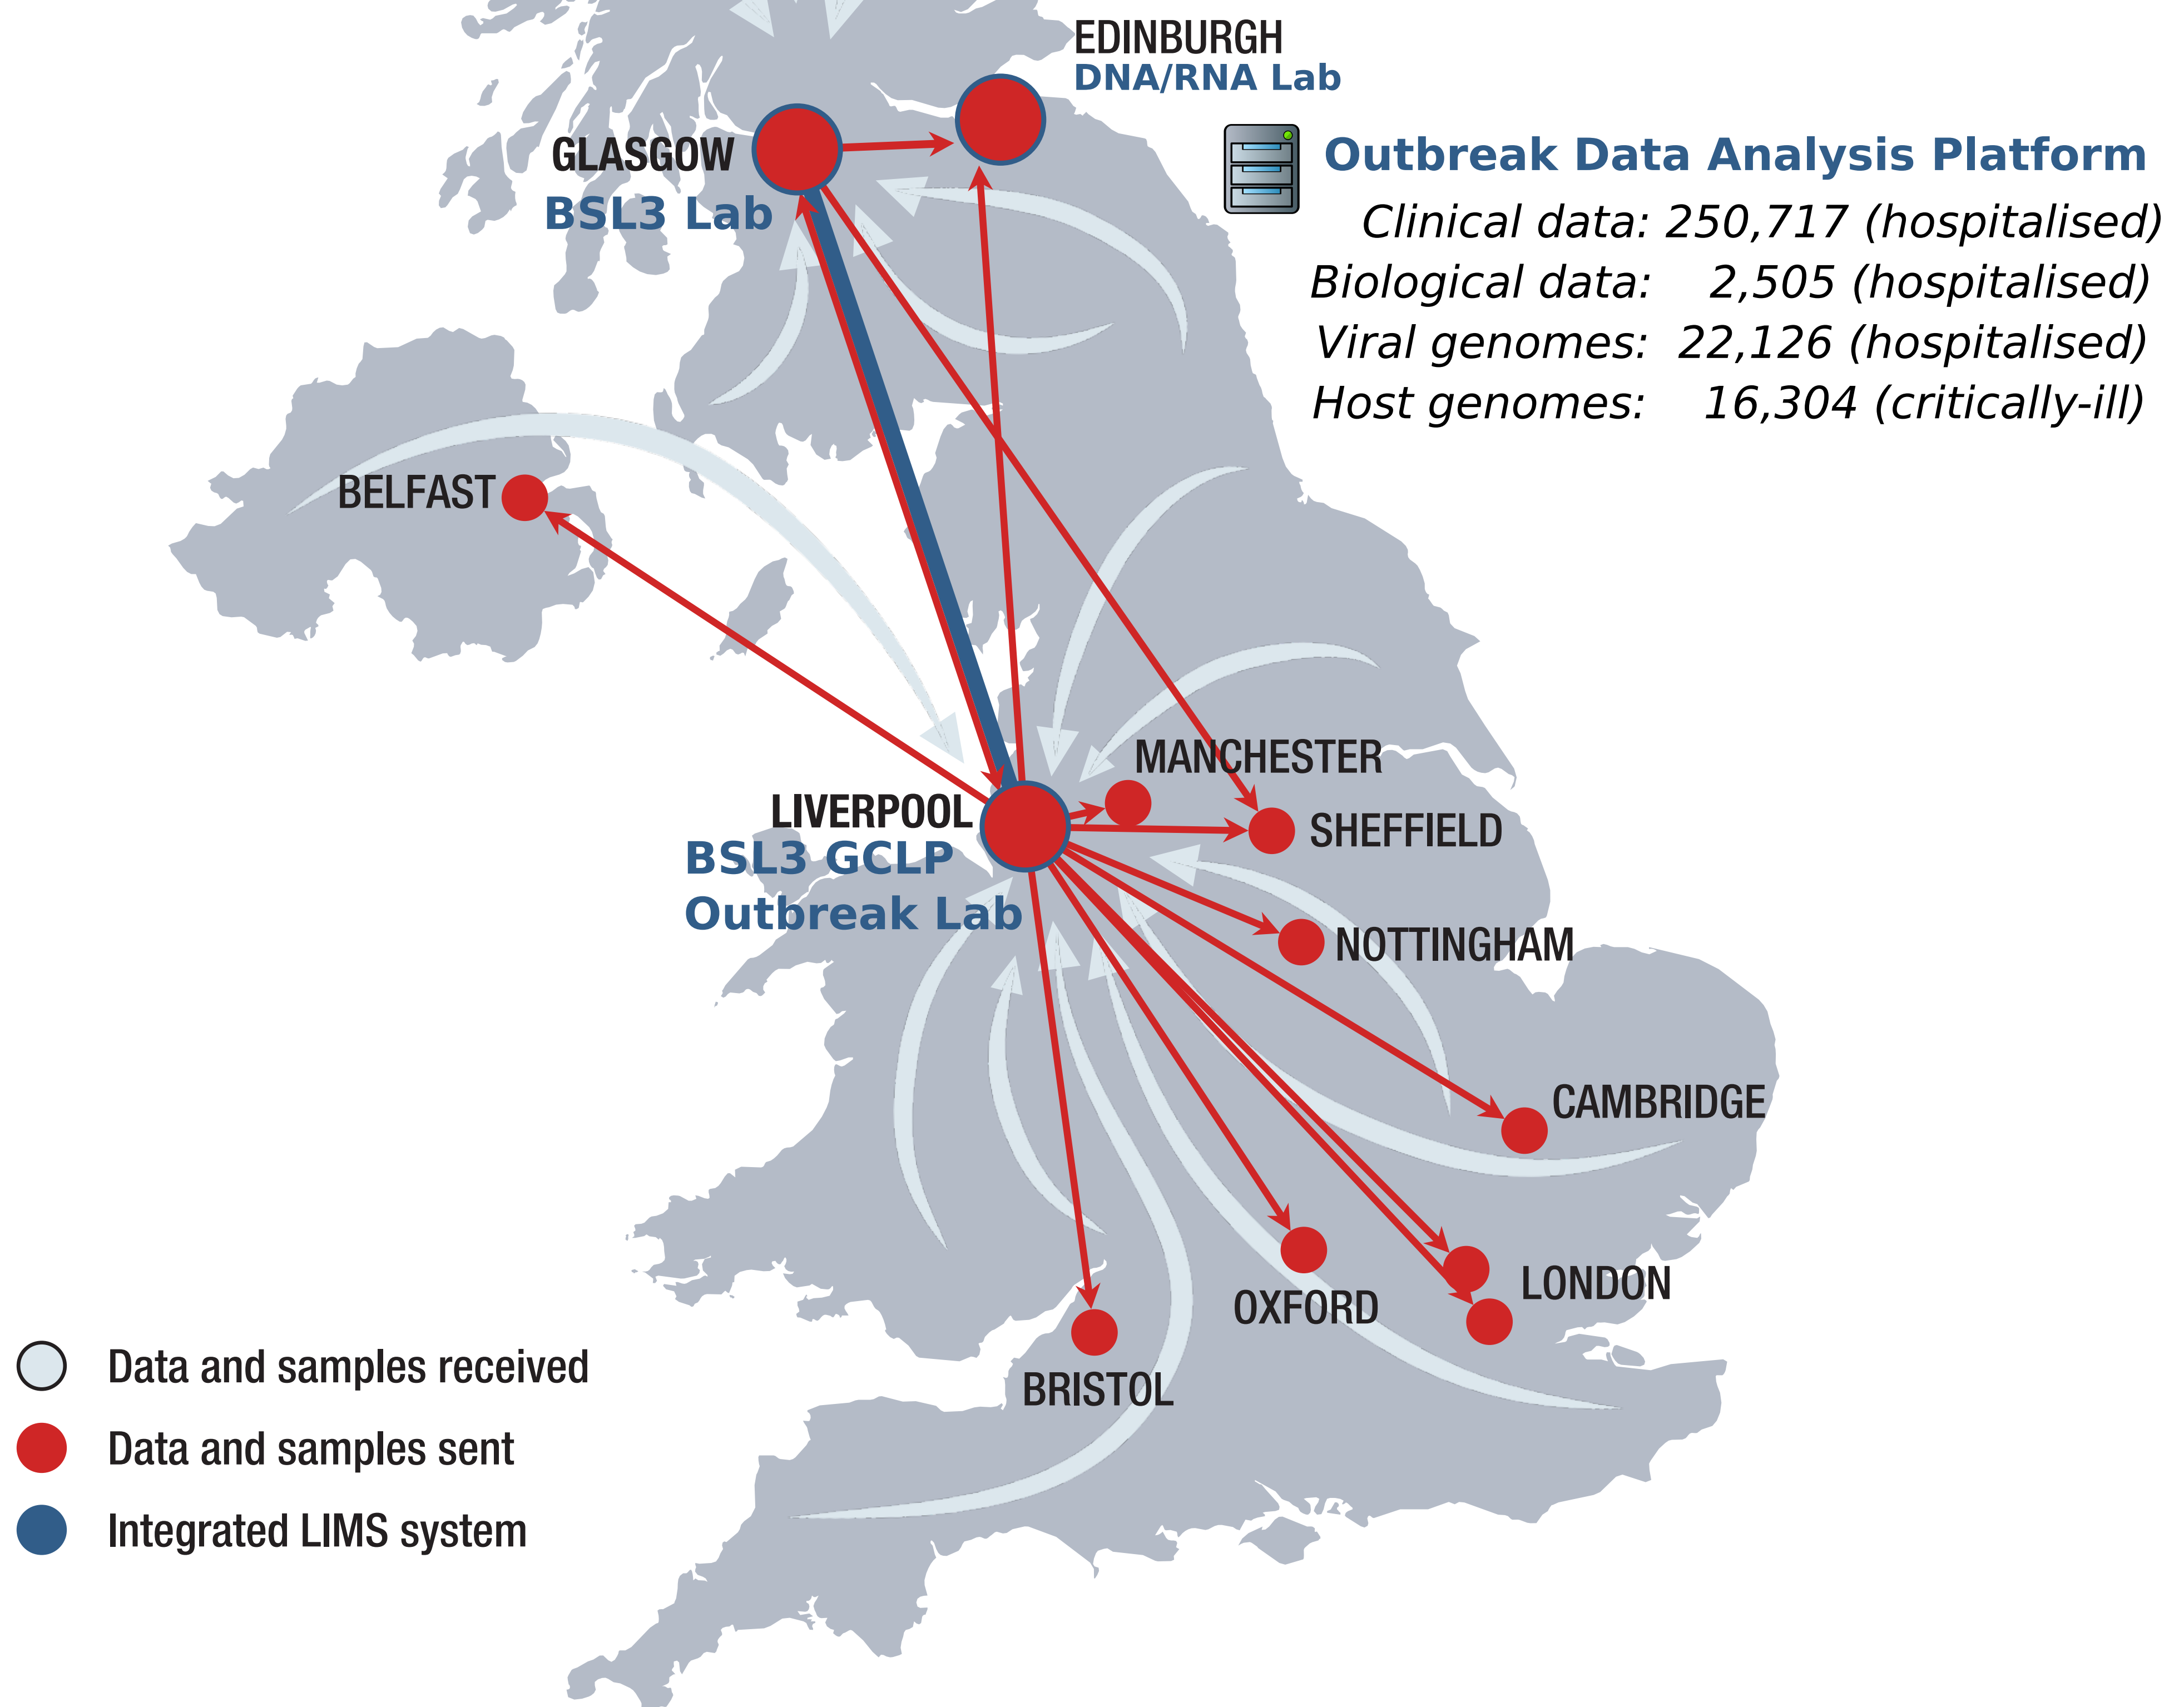 EDINBURGH
DNA/RNA Lab
GLASGOW
BSL3 Lab
Outbreak Data Analysis Platform
Clinical data: 250,717 (hospitalised)
Biological data: 2,505 (hospitalised)
Viral genomes: 22,126 (hospitalised)
Host genomes: 16,304 (critically-ill)
BELFAST
MANCHESTER
LIVERPOOL
BSL3 GCLP
Outbreak Lab
SHEFFIELD
NOTTINGHAM
CAMBRIDGE
LONDON
OXFORD
BRISTOL
Data and samples received
Data and samples sent
Integrated LIMS system